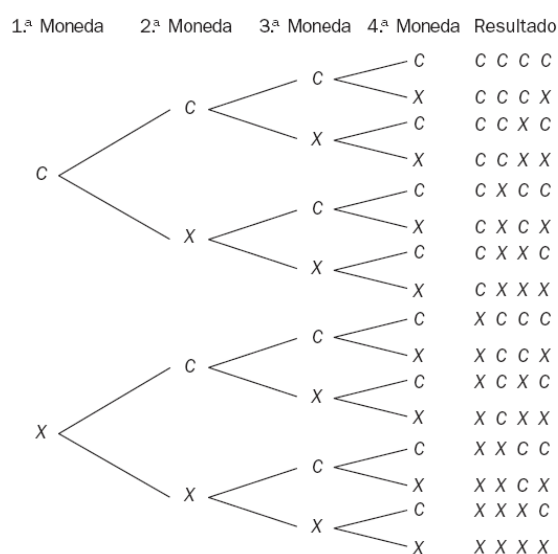 1.ª Moneda 2.ª Moneda 3.ª Moneda 4.ª Moneda Resultado
C C C C C
C
X C C C X
C
C C C X C
X
X C C X X
C
C C X C C
C
X C X C X
X
C C X X C
X
X C X X X
C X C C C
C
X X C C X
C
C X C X C
X
X X C X X
X
C X X C C
C
X X X C X
X
C X X X C
X
X X X X X